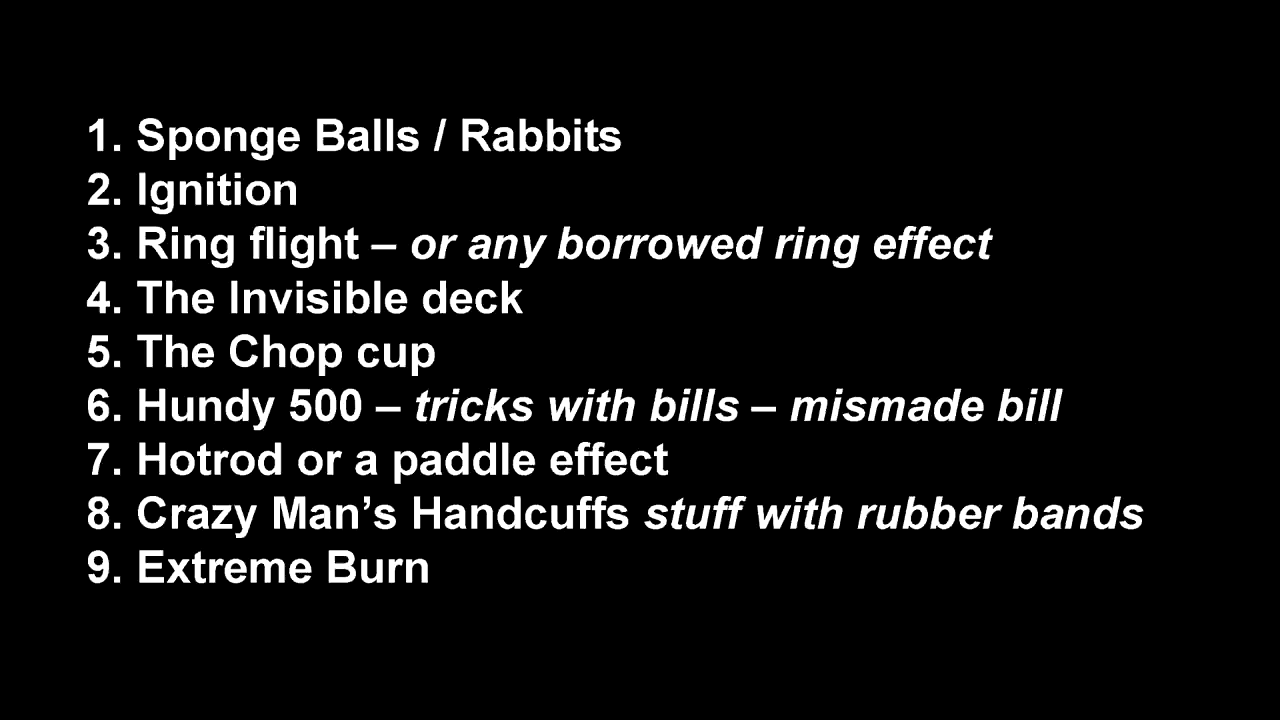 1. Sponge Balls / Rabbits
2. Ignition
3. Ring flight – or any borrowed ring effect
4. The Invisible deck
5. The Chop cup
6. Hundy 500 – tricks with bills – mismade bill
7. Hotrod or a paddle effect
8. Crazy Man’s Handcuffs stuff with rubber bands
9. Extreme Burn